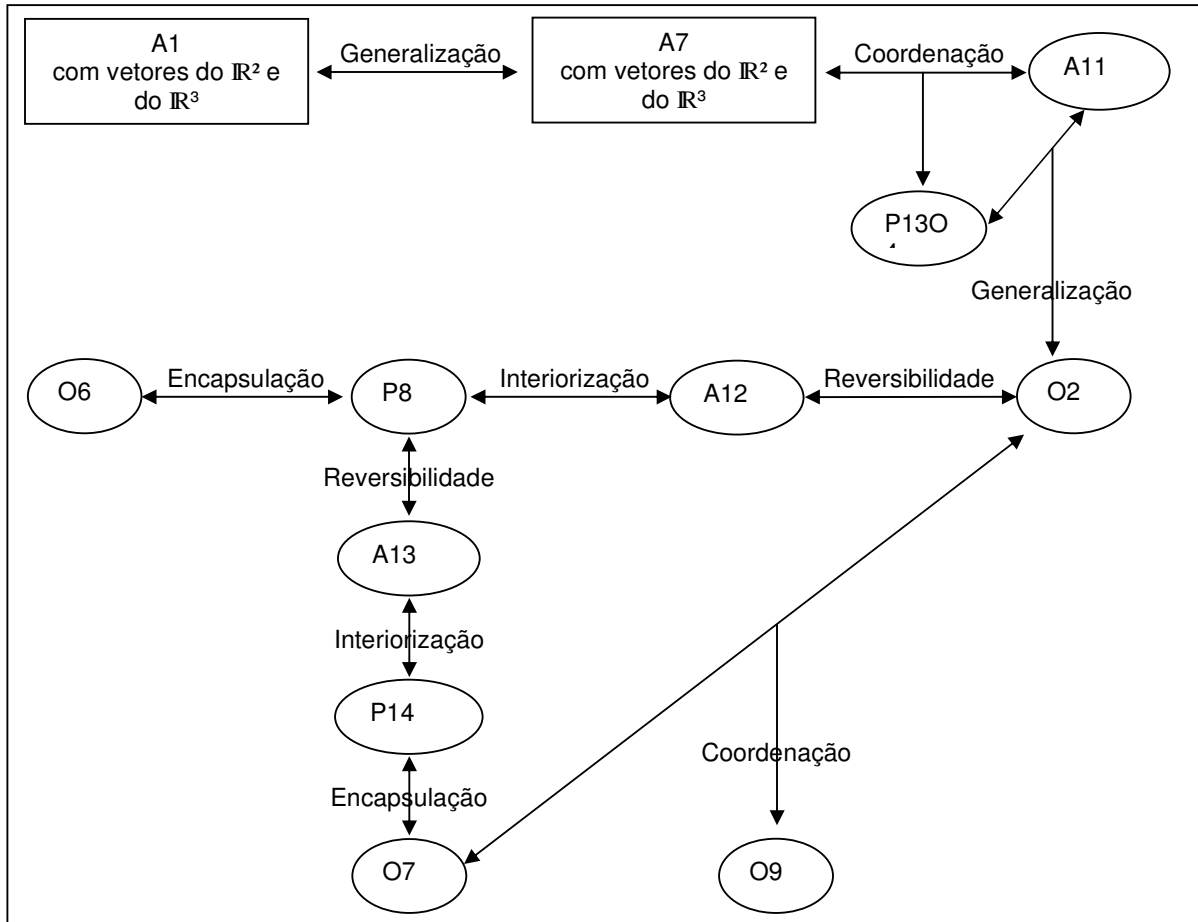 A1
com vetores do ℝ² e
do ℝ³
Generalização
A7
com vetores do ℝ² e
do ℝ³
Coordenação
A11
P13O
Generalização
O6
Encapsulação
P8
Interiorização
A12
Reversibilidade
O2
Reversibilidade
A13
Interiorização
P14
Coordenação
Encapsulação
O7
O9